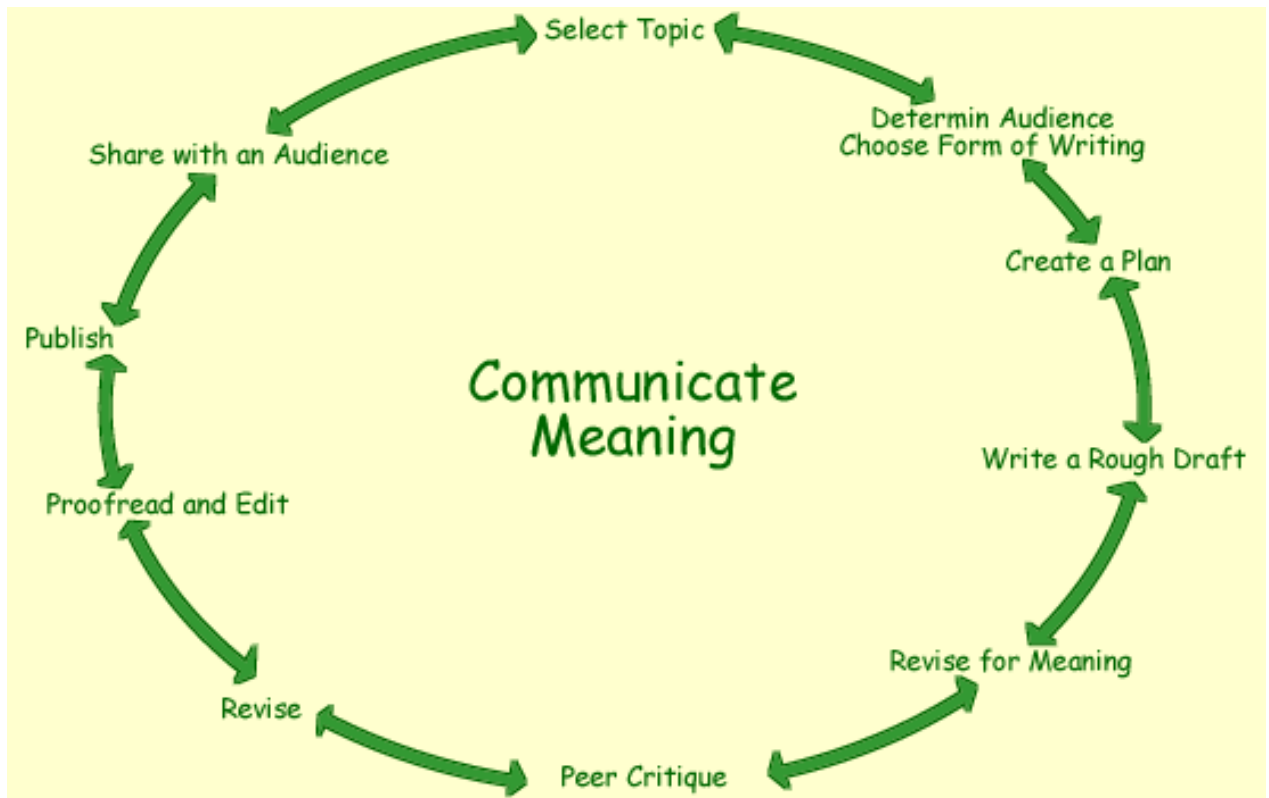 Select Topic
Determin Audience
Choose Form of Writing
Share with an Audience
Create a Plan
Publish
Communicate
Meaning
Write a Rough Draft
Proofread and Edit
Revise for Meaning
Revise
Peer Critique